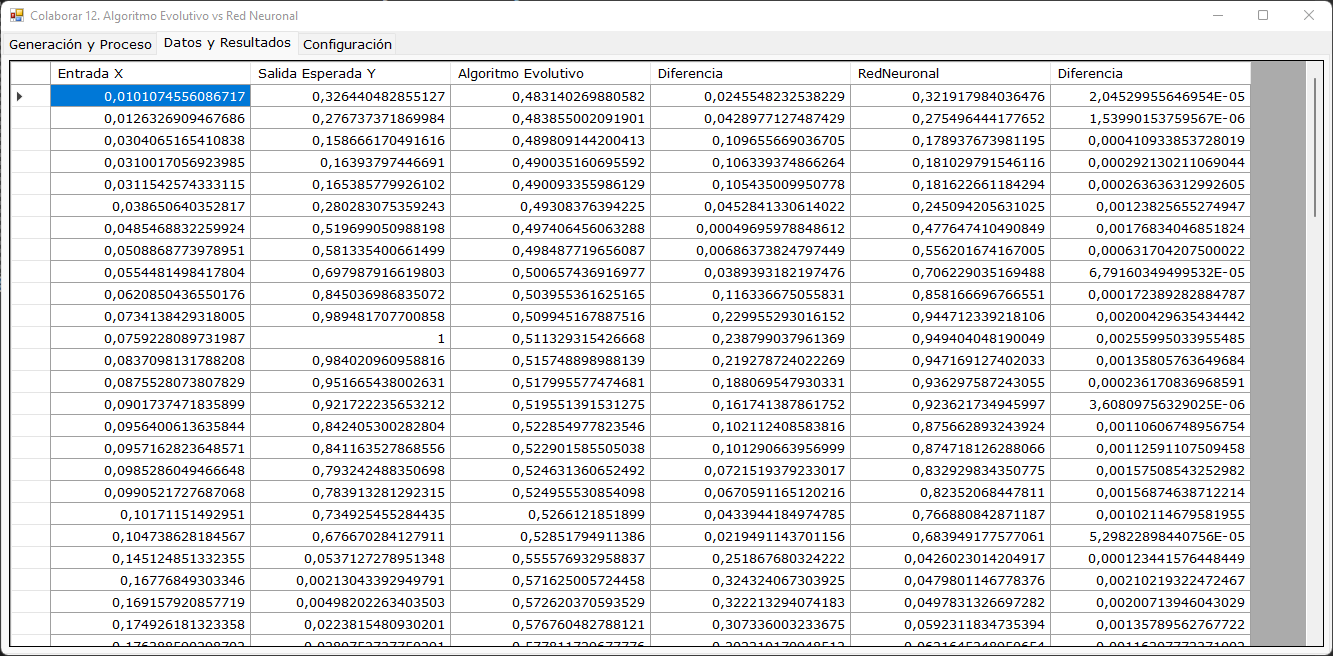 Colaborar 12. Algoritmo Evolutivo vs Red Neuronal
Generación y Proceso Datos y Resultados Configuración
Entrada X Salida Esperada Y Algoritmo Evolutivo Diferencia RedNeuronal Diferencia
0,0101074556086717 0,326440482855127 0,483140269880582 0,0245548232538229 0,321917984036476 2,04529955646954E-05
0,0126326909467686 0,276737371869984 0,483855002091901 0,0428977127487429 0,275496444177652 1,53990153759567E-06
0,0304065165410838 0,158666170491616 0,489809144200413 0,109655669036705 0,178937673981195 0,000410933853728019
0,0310017056923985 0,16393797446691 0,490035160695592 0,106339374866264 0,181029791546116 0,000292130211069044
0,0311542574333115 0,165385779926102 0,490093355986129 0,105435009950778 0,181622661184294 0,000263636312992605
0,038650640352817 0,280283075359243 0,49308376394225 0,0452841330614022 0,245094205631025 0,00123825655274947
0,0485468832259924 0,519699050988198 0,497406456063288 0,00049695978848612 0,477647410490849 0,00176834046851824
0,0508868773978951 0,581335400661499 0,498487719656087 0,00686373824797449 0,556201674167005 0,000631704207500022
0,0554481498417804 0,697987916619803 0,500657436916977 0,0389393182197476 0,706229035169488 6,79160349499532E-05
0,0620850436550176 0,845036986835072 0,503955361625165 0,116336675055831 0,858166696766551 0,000172389282884787
0,0734138429318005 0,989481707700858 0,509945167887516 0,229955293016152 0,944712339218106 0,00200429635434442
0,0759228089731987 1 0,511329315426668 0,238799037961369 0,949404048190049 0,00255995033955485
0,0837098131788208 0,984020960958816 0,515748898988139 0,219278724022269 0,947169127402033 0,00135805763649684
0,0875528073807829 0,951665438002631 0,517995577474681 0,188069547930331 0,936297587243055 0,000236170836968591
0,0901737471835899 0,921722235653212 0,519551391531275 0,161741387861752 0,923621734945997 3,60809756329025E-06
0,0956400613635844 0,842405300282804 0,522854977823546 0,102112408583816 0,875662893243924 0,00110606748956754
0,0957162823648571 0,841163527868556 0,522901585505038 0,101290663956999 0,874718126288066 0,00112591107509458
0,0985286049466648 0,793242488350698 0,524631360652492 0,0721519379233017 0,832929834350775 0,00157508543252982
0,0990521727687068 0,783913281292315 0,524955530854098 0,0670591165120216 0,82352068447811 0,00156874638712214
0,10171151492951 0,734925455284435 0,5266121851899 0,0433944184974785 0,766880842871187 0,00102114679581955
0,104738628184567 0,676670284127911 0,52851794911386 0,0219491143701156 0,683949177577061 5,29822898440756E-05
0,145124851332355 0,0537127278951348 0,555576932958837 0,251867680324222 0,0426023014204917 0,000123441576448449
0,16776849303346 0,00213043392949791 0,571625005724458 0,324324067303925 0,0479801146778376 0,00210219322472467
0,169157920857719 0,00498202263403503 0,572620370593529 0,322213294074183 0,0497831326697282 0,00200713946043029
0,174926181323358 0,0223815480930201 0,576760482788121 0,307336003233675 0,0592311834735394 0,00135789562767722